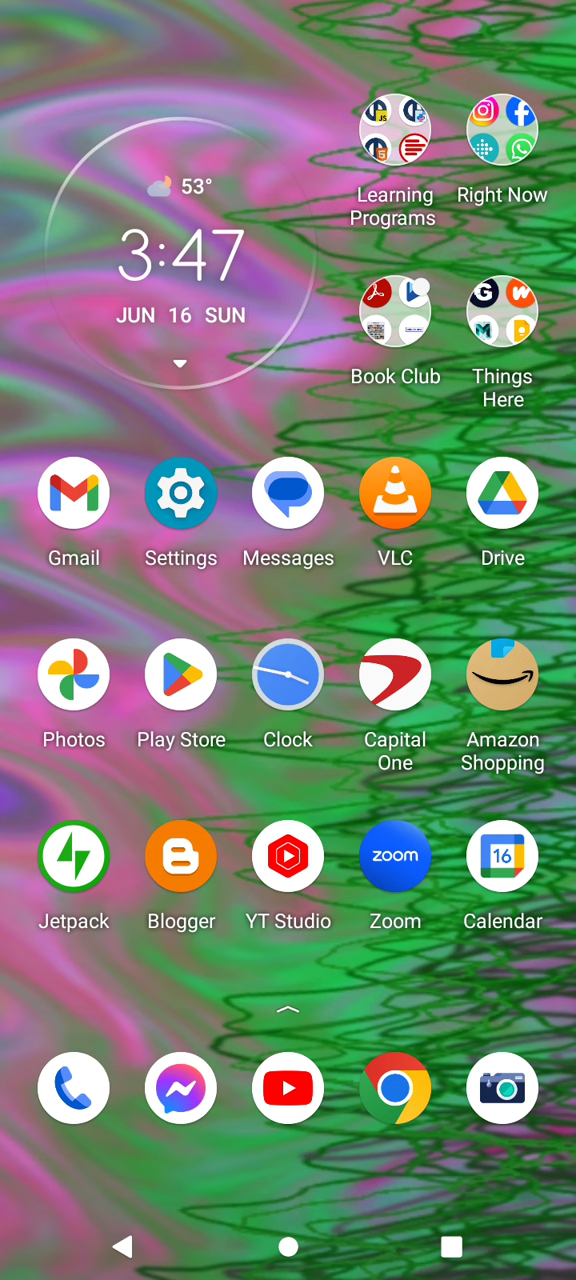 53°
3:47
JUN 16 SUN
Learning
Programs
Right Now
Book Club
Things
Here
Gmail
Settings
Messages
VLC
Drive
Photos
Play Store
Clock
Capital
One
Amazon
Shopping
zoom
16
Jetpack
Blogger
YT Studio
Zoom
Calendar